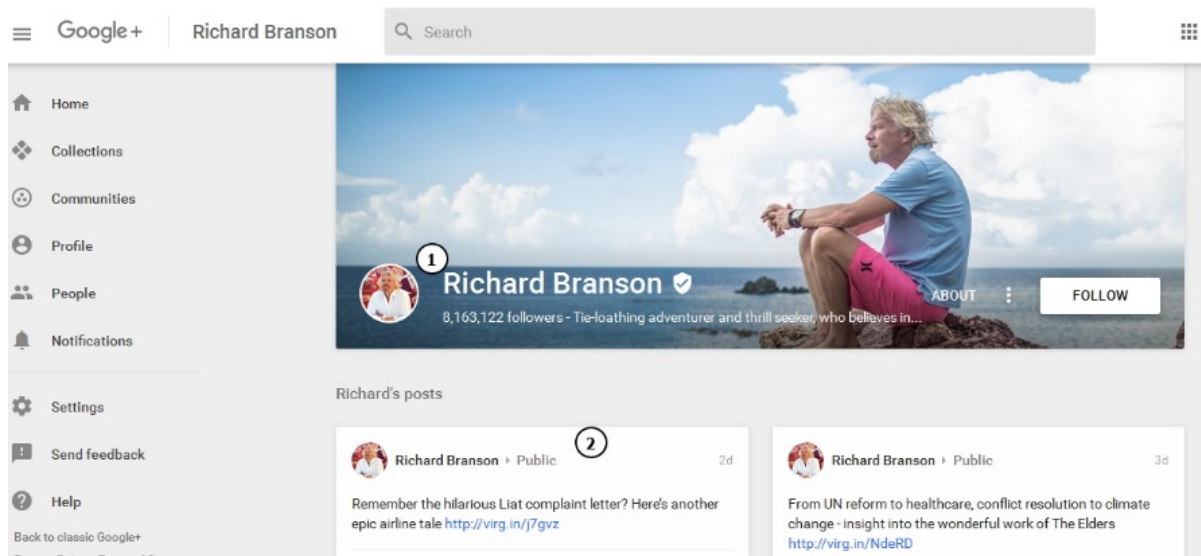 Google+ Richard Branson Search
Home
Collections
Communities
Profile
People
Notifications
Settings
Send feedback
Help
Back to classic Google+
1
Richard Branson
8,163,122 followers - Tie-loathing adventurer and thrill seeker, who believes in...
ABOUT
FOLLOW
Richard's posts
2
Richard Branson Public 2d
Remember the hilarious Liat complaint letter? Here's another
epic airline tale http://virg.in/j7gvz
Richard Branson Public 3d
From UN reform to healthcare, conflict resolution to climate
change - insight into the wonderful work of The Elders
http://virg.in/NdeRD